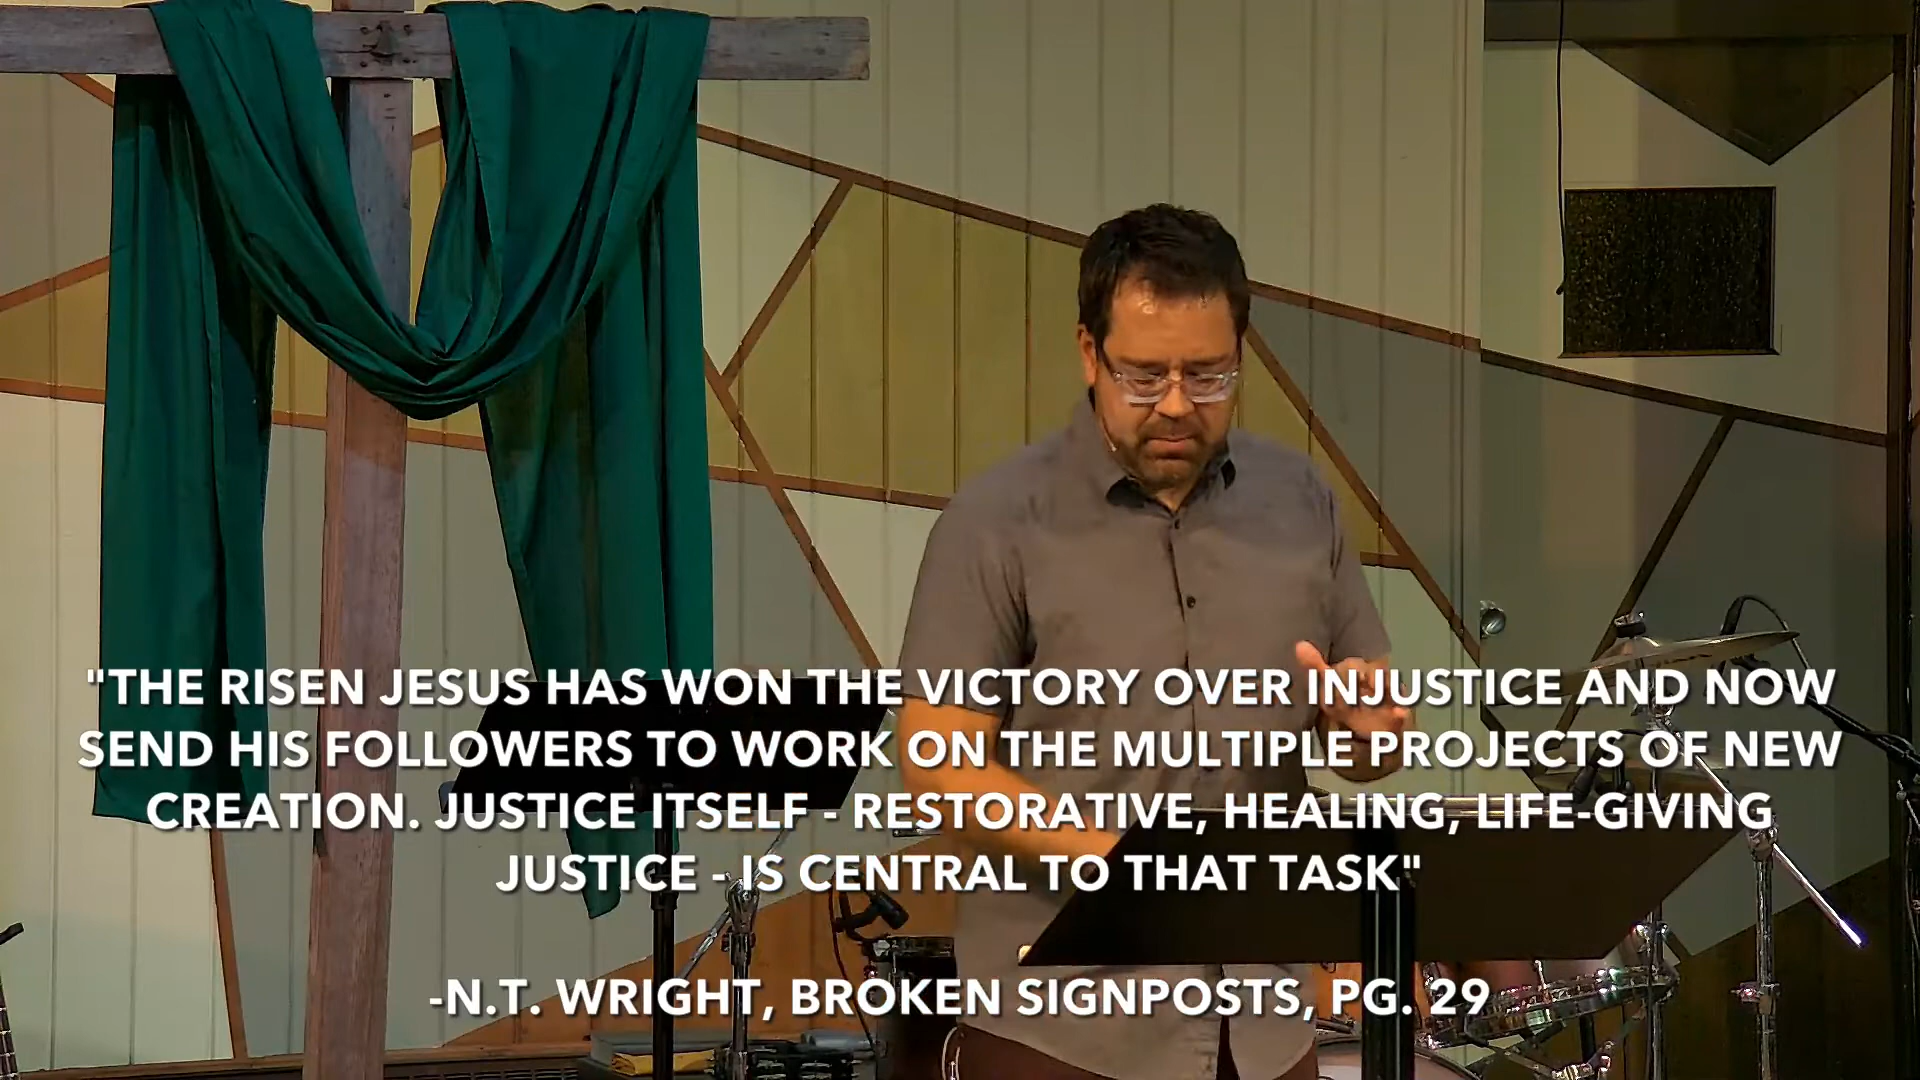 "THE RISEN JESUS HAS WON THE VICTORY OVER INJUSTICE AND NOW
SEND HIS FOLLOWERS TO WORK ON THE MULTIPLE PROJECTS OF NEW
CREATION. JUSTICE ITSELF - RESTORATIVE, HEALING, LIFE-GIVING
JUSTICE - IS CENTRAL TO THAT TASK"
-N.T. WRIGHT, BROKEN SIGNPOSTS, PG. 29